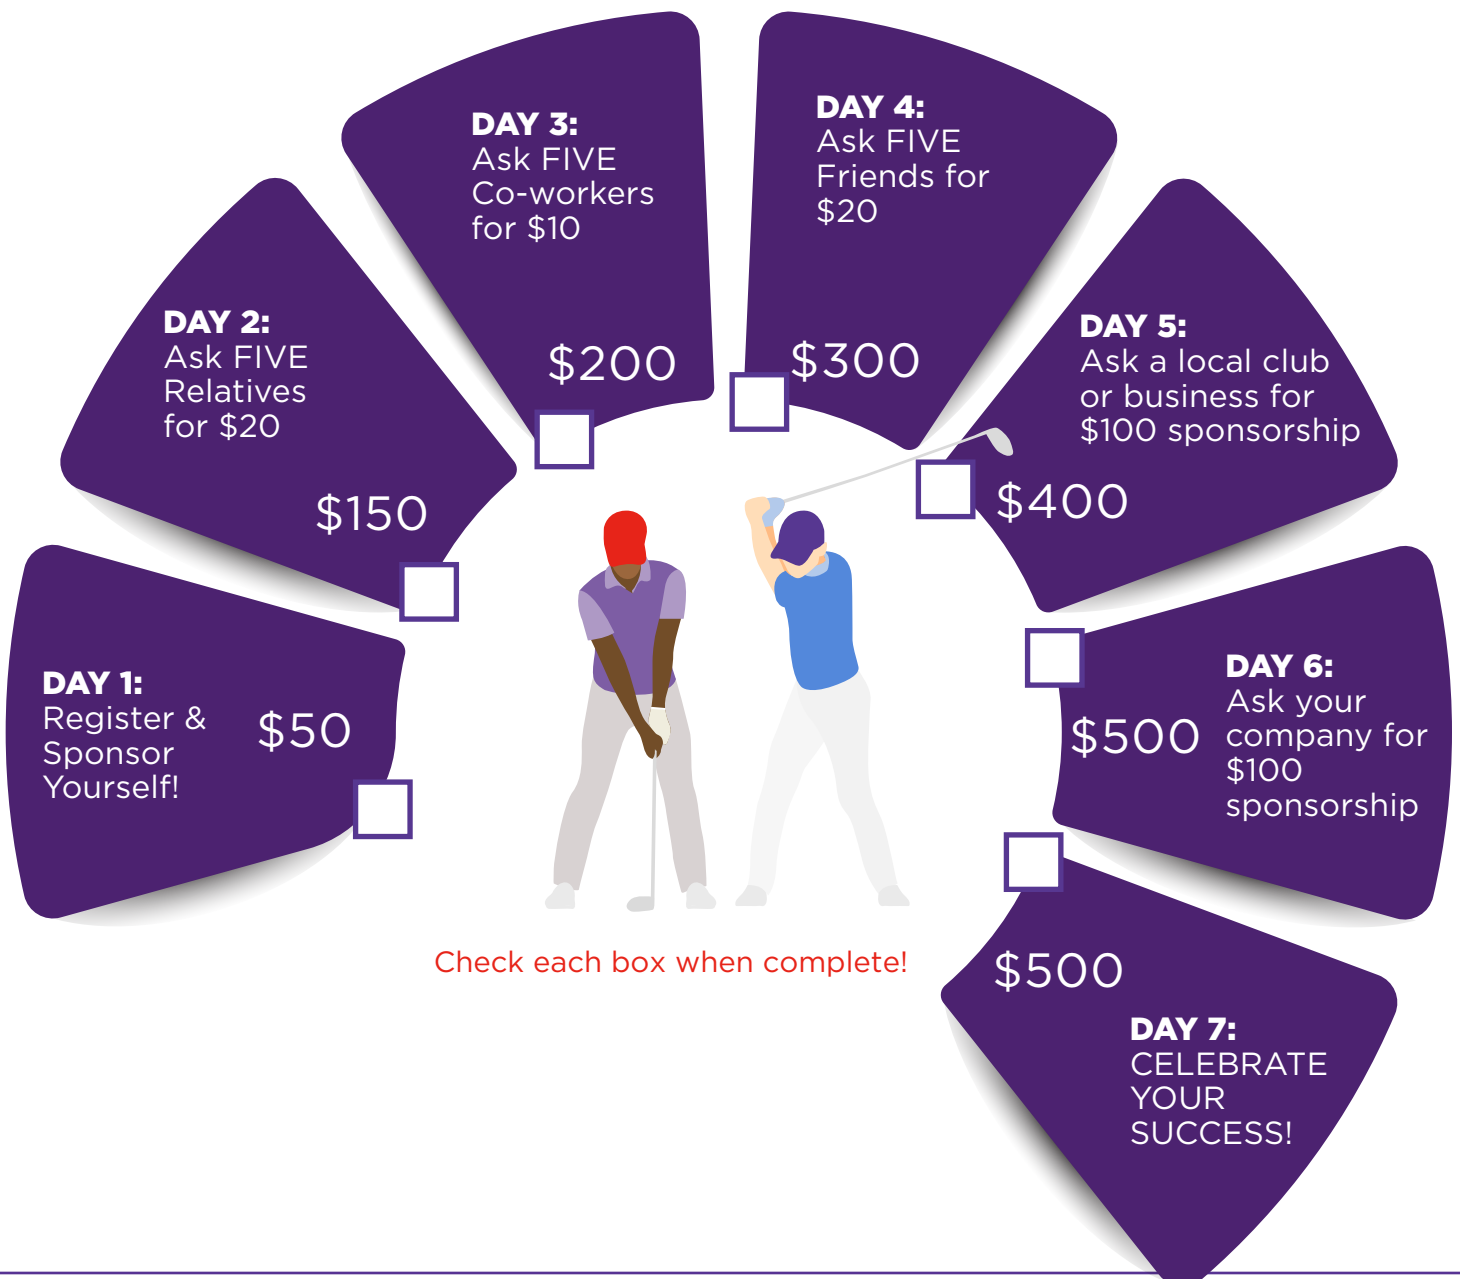 DAY 1:
Register &
Sponsor
Yourself!
$50
DAY 2:
Ask FIVE
Relatives
for $20
$150
DAY 3:
Ask FIVE
Co-workers
for $10
$200
DAY 4:
Ask FIVE
Friends for
$20
$300
DAY 5:
Ask a local club
or business for
$100 sponsorship
$400
DAY 6:
Ask your
company for
$100
sponsorship
$500
$500
DAY 7:
CELEBRATE
YOUR
SUCCESS!
Check each box when complete!